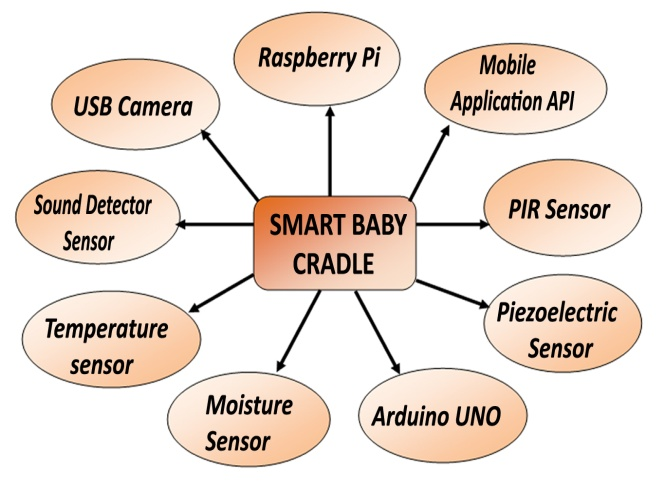 Raspberry Pi
Mobile
Application API
USB Camera
Sound Detector
Sensor
SMART BABY
CRADLE
PIR Sensor
Temperature
sensor
Piezoelectric
Sensor
Moisture
Sensor
Arduino UNO